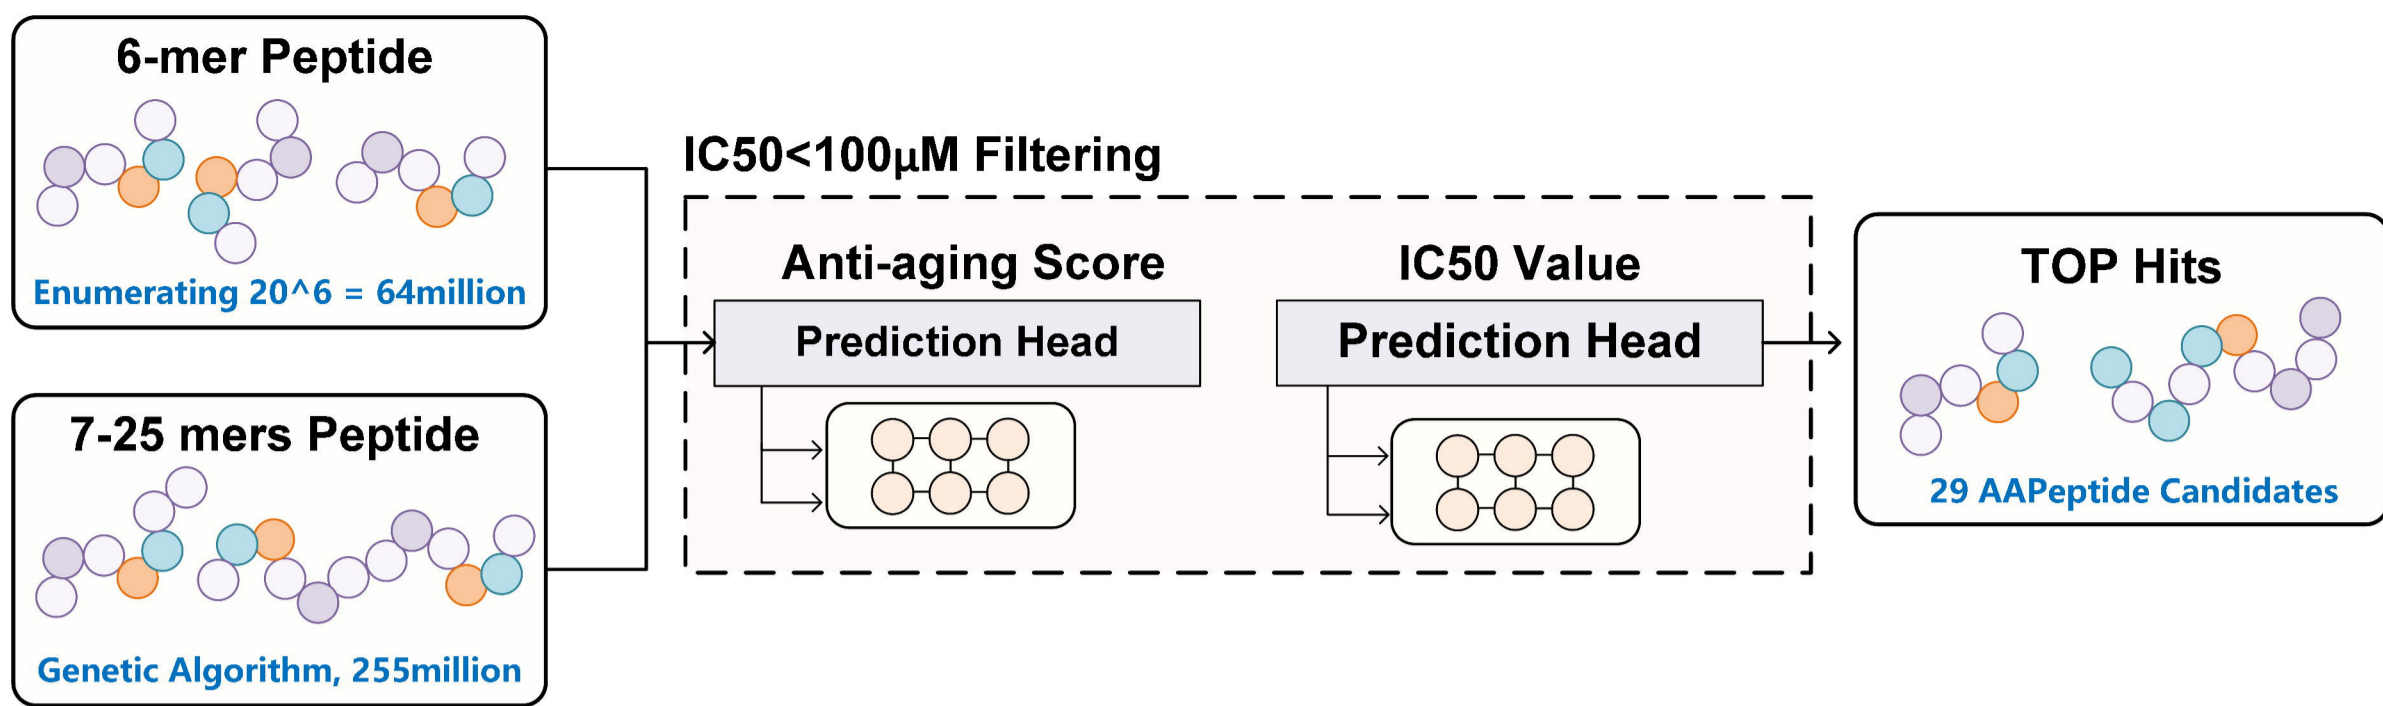 6-mer Peptide
Enumerating 20^6 = 64million
7-25 mers Peptide
Genetic Algorithm, 255million
IC50<100μM Filtering
Anti-aging Score
Prediction Head
IC50 Value
Prediction Head
TOP Hits
29 AAPeptide Candidates